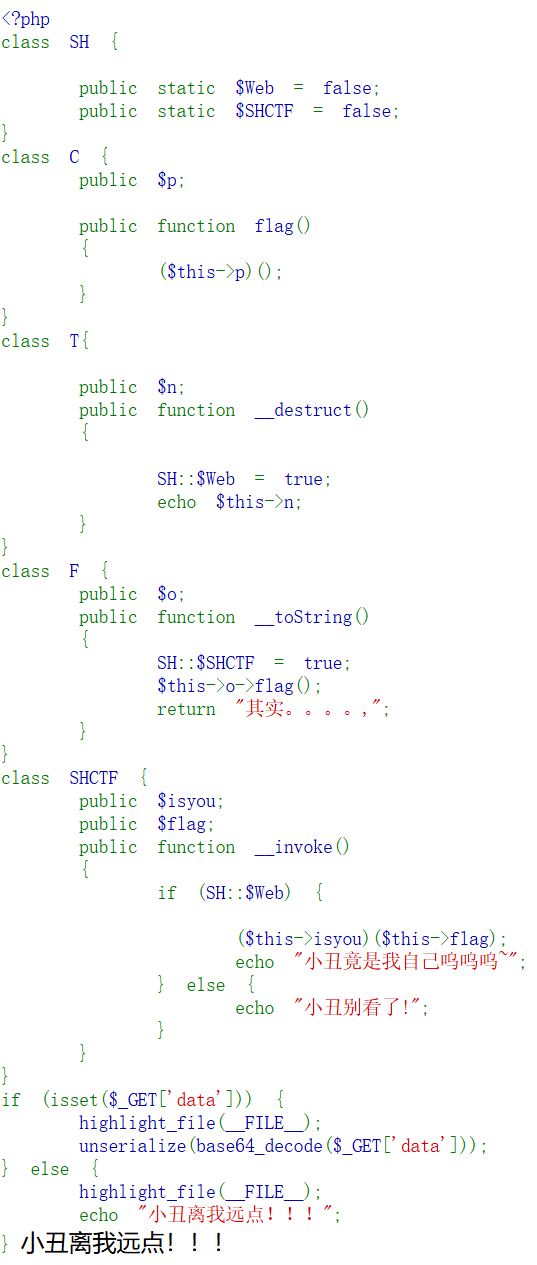 <?php
class SH {
public static $Web = false;
public static $SHCTF = false;
}
class C {
public $p;
public function flag()
{
($this->p)();
}
}
class T{
public $n;
public function __destruct()
{
SH::$Web = true;
echo $this->n;
}
}
class F {
public $o;
public function __toString()
{
SH::$SHCTF = true;
$this->o->flag();
return "其实。。。。,";
}
}
class SHCTF {
public $isyou;
public $flag;
public function __invoke()
{
if (SH::$Web) {
($this->isyou)($this->flag);
echo "小丑竟是我自己呜呜呜~";
} else {
echo "小丑别看了!";
}
}
}
if (isset($_GET['data'])) {
highlight_file(__FILE__);
unserialize(base64_decode($_GET['data']));
} else {
highlight_file(__FILE__);
echo "小丑离我远点！！！";
} 小丑离我远点！！！